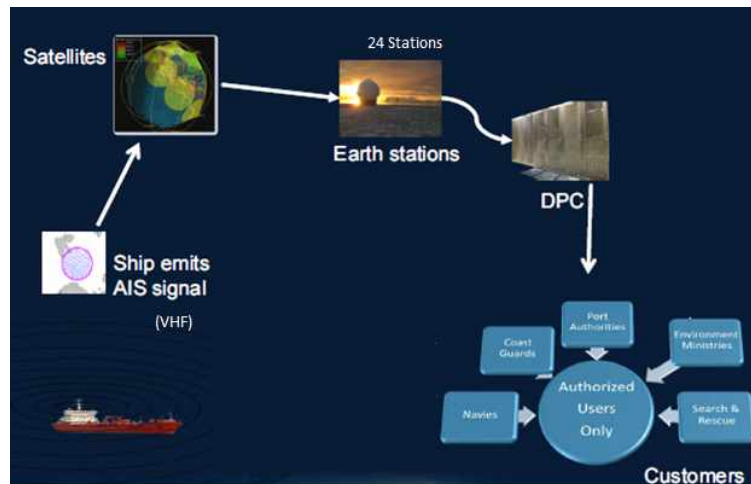 24 Stations
Satellites
Earth stations
DPC
Ship emits
AIS signal
(VHF)
Port
Authorities
Coast
Guards
Environment
Ministries
Navies
Authorized
Users
Only
Search &
Rescue
Customers